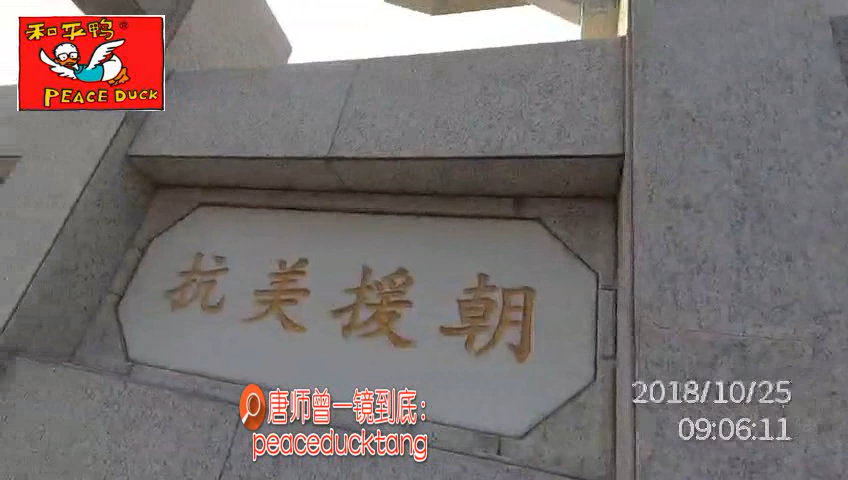 和平鸭®
PEACE DUCK
抗美援朝
唐师曾一镜到底:
peaceducktang
2018/10/25
09:06:11